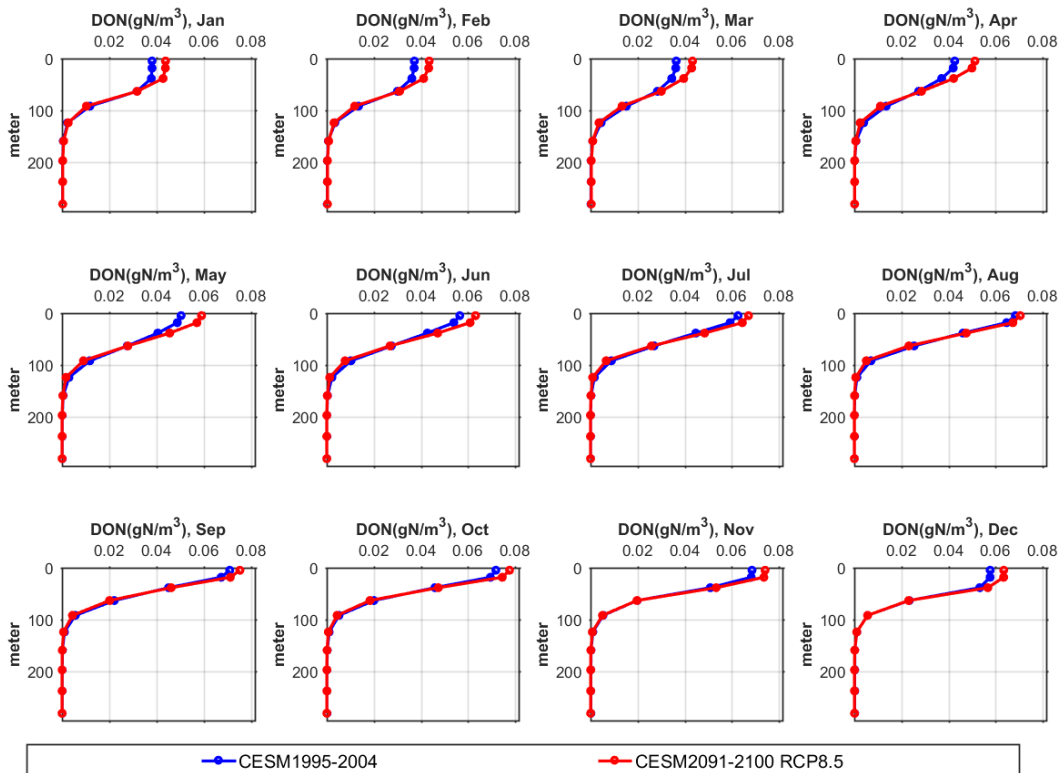 DON(gN/m³), Jan
0.02 0.04 0.06 0.08
0
100
200
meter
DON(gN/m³), Feb
0.02 0.04 0.06 0.08
0
100
200
meter
DON(gN/m³), Mar
0.02 0.04 0.06 0.08
0
100
200
meter
DON(gN/m³), Apr
0.02 0.04 0.06 0.08
0
100
200
meter
DON(gN/m³), May
0.02 0.04 0.06 0.08
0
100
200
meter
DON(gN/m³), Jun
0.02 0.04 0.06 0.08
0
100
200
meter
DON(gN/m³), Jul
0.02 0.04 0.06 0.08
0
100
200
meter
DON(gN/m³), Aug
0.02 0.04 0.06 0.08
0
100
200
meter
DON(gN/m³), Sep
0.02 0.04 0.06 0.08
0
100
200
meter
DON(gN/m³), Oct
0.02 0.04 0.06 0.08
0
100
200
meter
DON(gN/m³), Nov
0.02 0.04 0.06 0.08
0
100
200
meter
DON(gN/m³), Dec
0.02 0.04 0.06 0.08
0
100
200
meter
CESM1995-2004
CESM2091-2100 RCP8.5